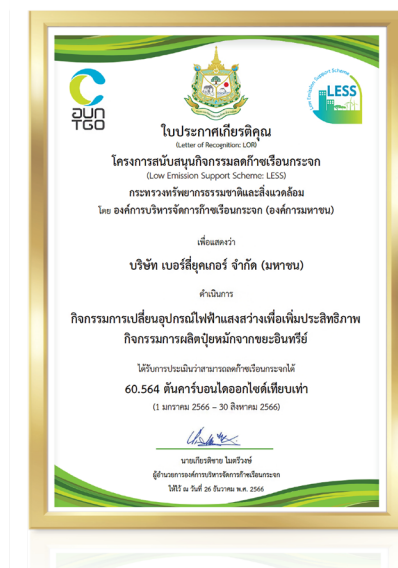 อบก
TGO
Low Emission Support Scheme
LESS
ใบประกาศเกียรติคุณ
(Letter of Recognition: LOR)
โครงการสนับสนุนกิจกรรมลดก๊าซเรือนกระจก
(Low Emission Support Scheme: LESS)
กระทรวงทรัพยากรธรรมชาติและสิ่งแวดล้อม
โดย องค์การบริหารจัดการก๊าซเรือนกระจก (องค์การมหาชน)
เพื่อแสดงว่า
บริษัท เบอร์ลี่ยุคเกอร์ จำกัด (มหาชน)
ดำเนินการ
กิจกรรมการเปลี่ยนอุปกรณ์ไฟฟ้าแสงสว่างเพื่อเพิ่มประสิทธิภาพ
กิจกรรมการผลิตปุ๋ยหมักจากขยะอินทรีย์
ได้รับการประเมินว่าสามารถลดก๊าซเรือนกระจกได้
60.564 ตันคาร์บอนไดออกไซด์เทียบเท่า
(1 มกราคม 2566 – 30 สิงหาคม 2566)
นายเกียรติชาย ไมตรีวงษ์
ผู้อำนวยการองค์การบริหารจัดการก๊าซเรือนกระจก
ให้ไว้ ณ วันที่ 26 ธันวาคม พ.ศ. 2566